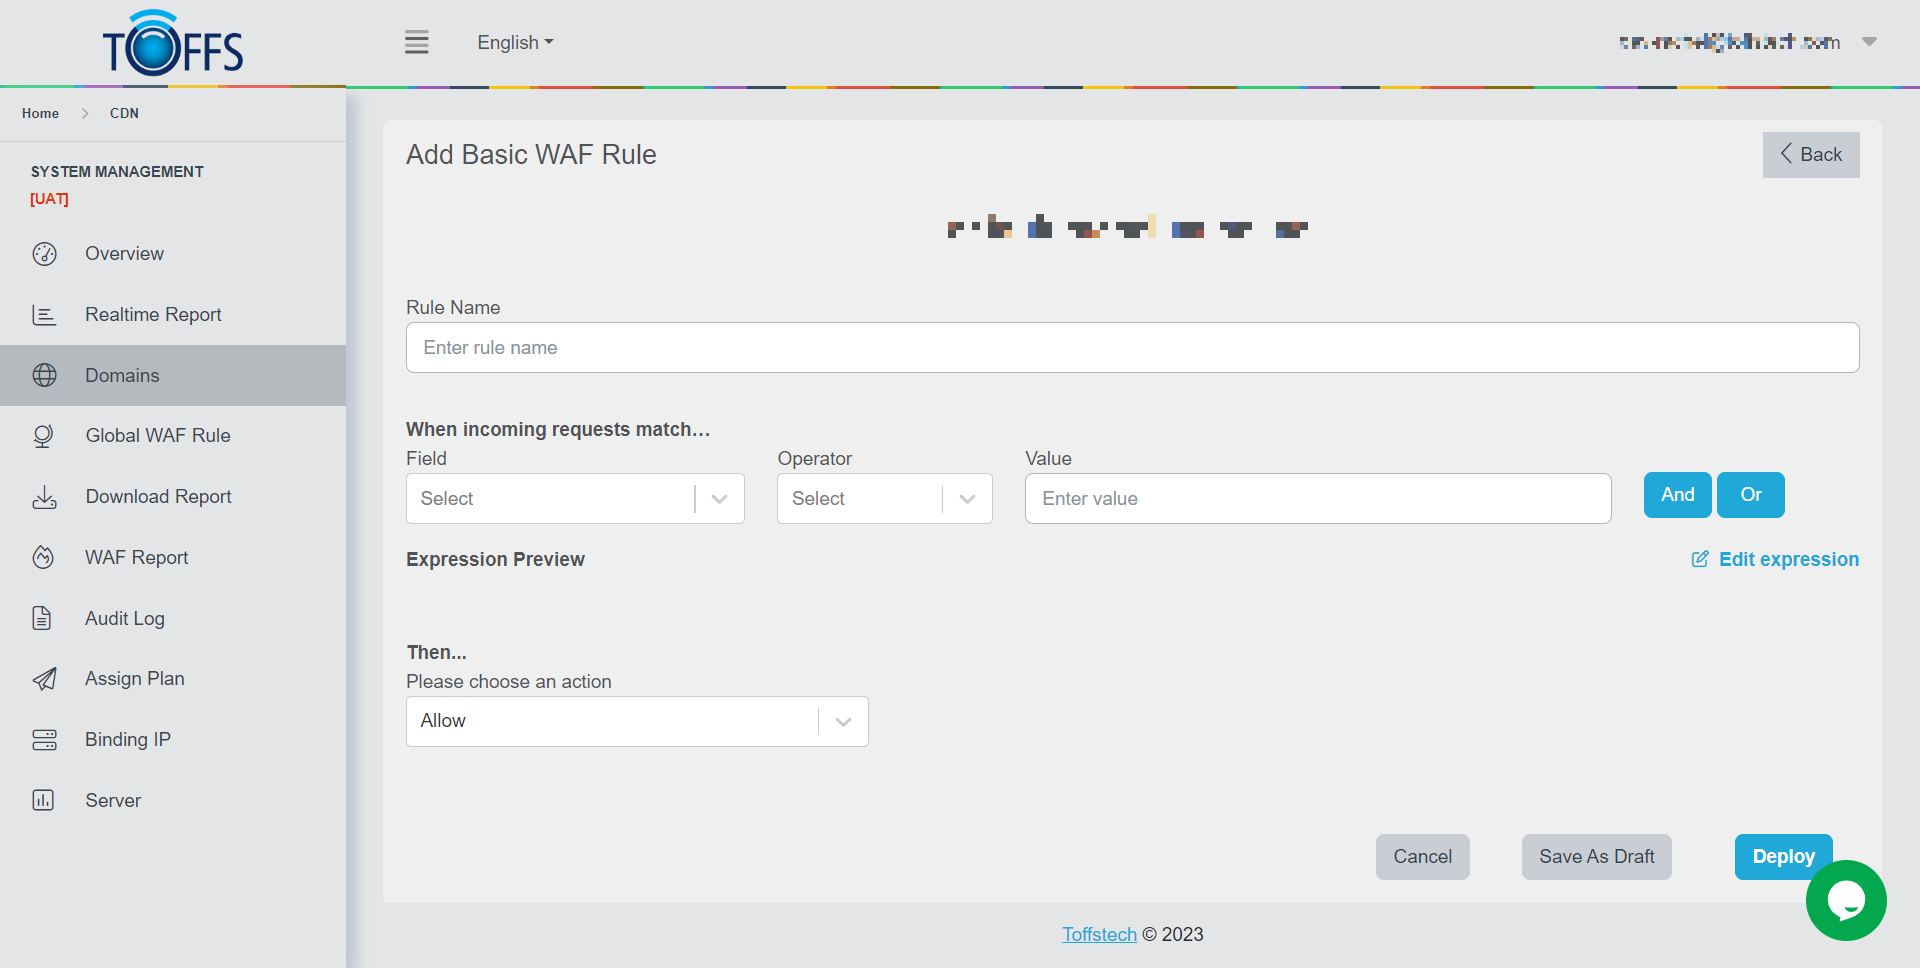 TOFFS
English
Home > CDN
SYSTEM MANAGEMENT
[UAT]
Overview
Realtime Report
Domains
Global WAF Rule
Download Report
WAF Report
Audit Log
Assign Plan
Binding IP
Server
Add Basic WAF Rule
Back
Rule Name
Enter rule name
When incoming requests match...
Field
Operator
Value
Select
Select
Enter value
And
Or
Expression Preview
Edit expression
Then...
Please choose an action
Allow
Cancel
Save As Draft
Deploy
Toffstech © 2023